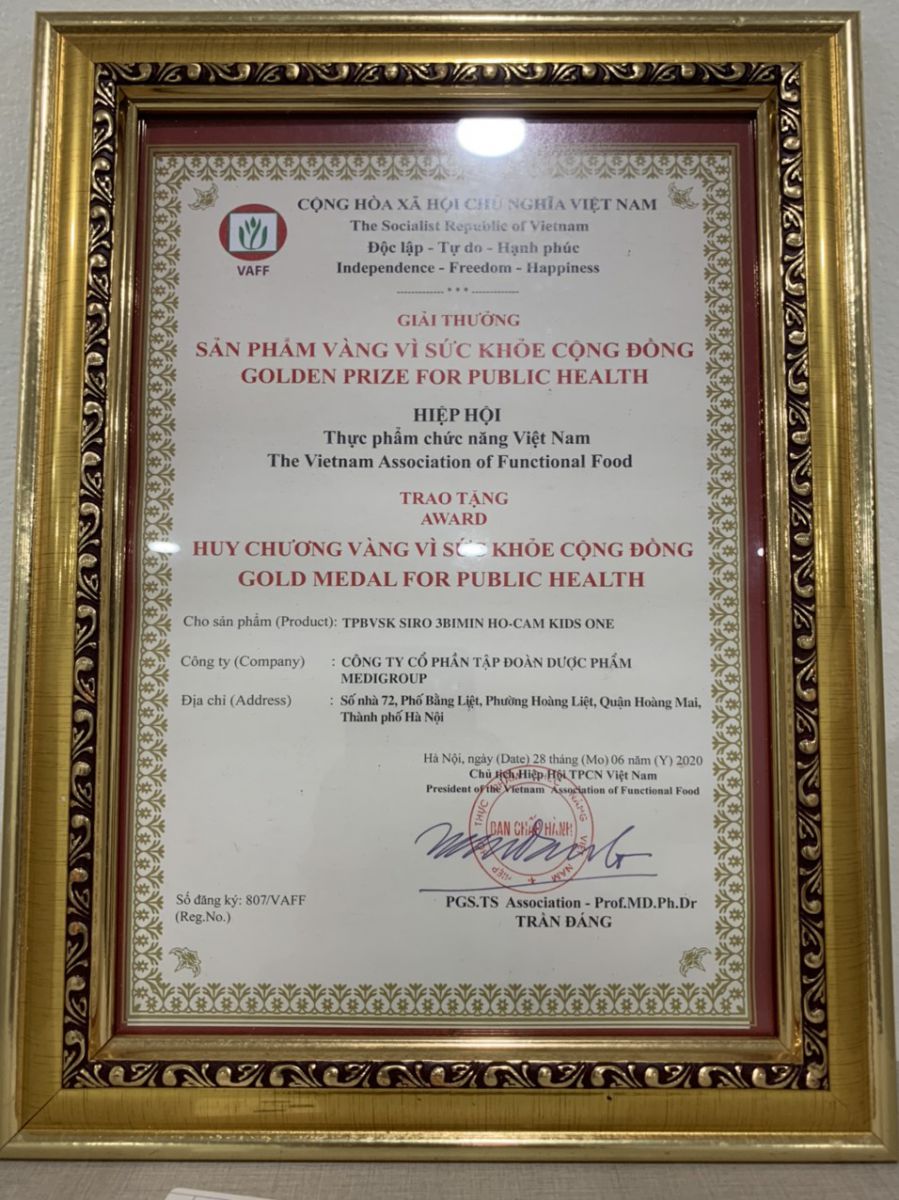 VAFF
CỘNG HÒA XÃ HỘI CHỦ NGHĨA VIỆT NAM
The Socialist Republic of Vietnam
Độc lập - Tự do - Hạnh phúc
Independence - Freedom - Happiness
------------- * * * -------------
GIẢI THƯỞNG
SẢN PHẨM VÀNG VÌ SỨC KHỎE CỘNG ĐỒNG
GOLDEN PRIZE FOR PUBLIC HEALTH
HIỆP HỘI
Thực phẩm chức năng Việt Nam
The Vietnam Association of Functional Food
TRAO TẶNG
AWARD
HUY CHƯƠNG VÀNG VÌ SỨC KHỎE CỘNG ĐỒNG
GOLD MEDAL FOR PUBLIC HEALTH
Cho sản phẩm (Product): TPBVSK SIRO 3BIMIN HO-CAM KIDS ONE
Công ty (Company) : CÔNG TY CỔ PHẦN TẬP ĐOÀN DƯỢC PHẨM
MEDIGROUP
Địa chỉ (Address) : Số nhà 72, Phố Bằng Liệt, Phường Hoàng Liệt, Quận Hoàng Mai,
Thành phố Hà Nội
Hà Nội, ngày (Date) 28 tháng (Mo) 06 năm (Y) 2020
Chủ tịch Hiệp Hội TPCN Việt Nam
President of the Vietnam Association of Functional Food
BAN CHẤP HÀNH
Số đăng ký: 807/VAFF
(Reg.No.)
PGS.TS Association - Prof.MD.Ph.Dr
TRẦN ĐÁNG